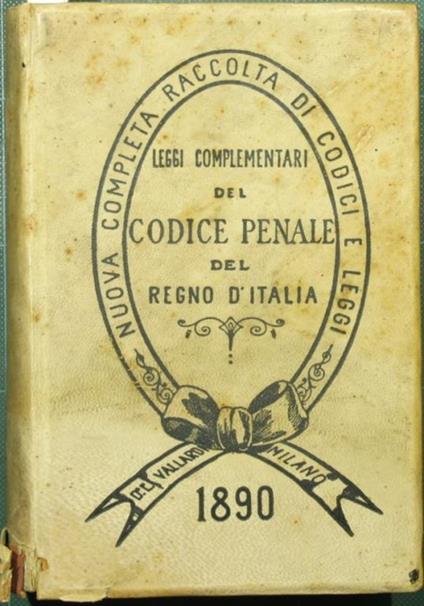 NUOVA COMPLETA RACCOLTA DI CODICI E LEGGI
LEGGI COMPLEMENTARI
DEL
CODICE PENALE
DEL
REGNO D'ITALIA
VALLARDI MILANO
1890